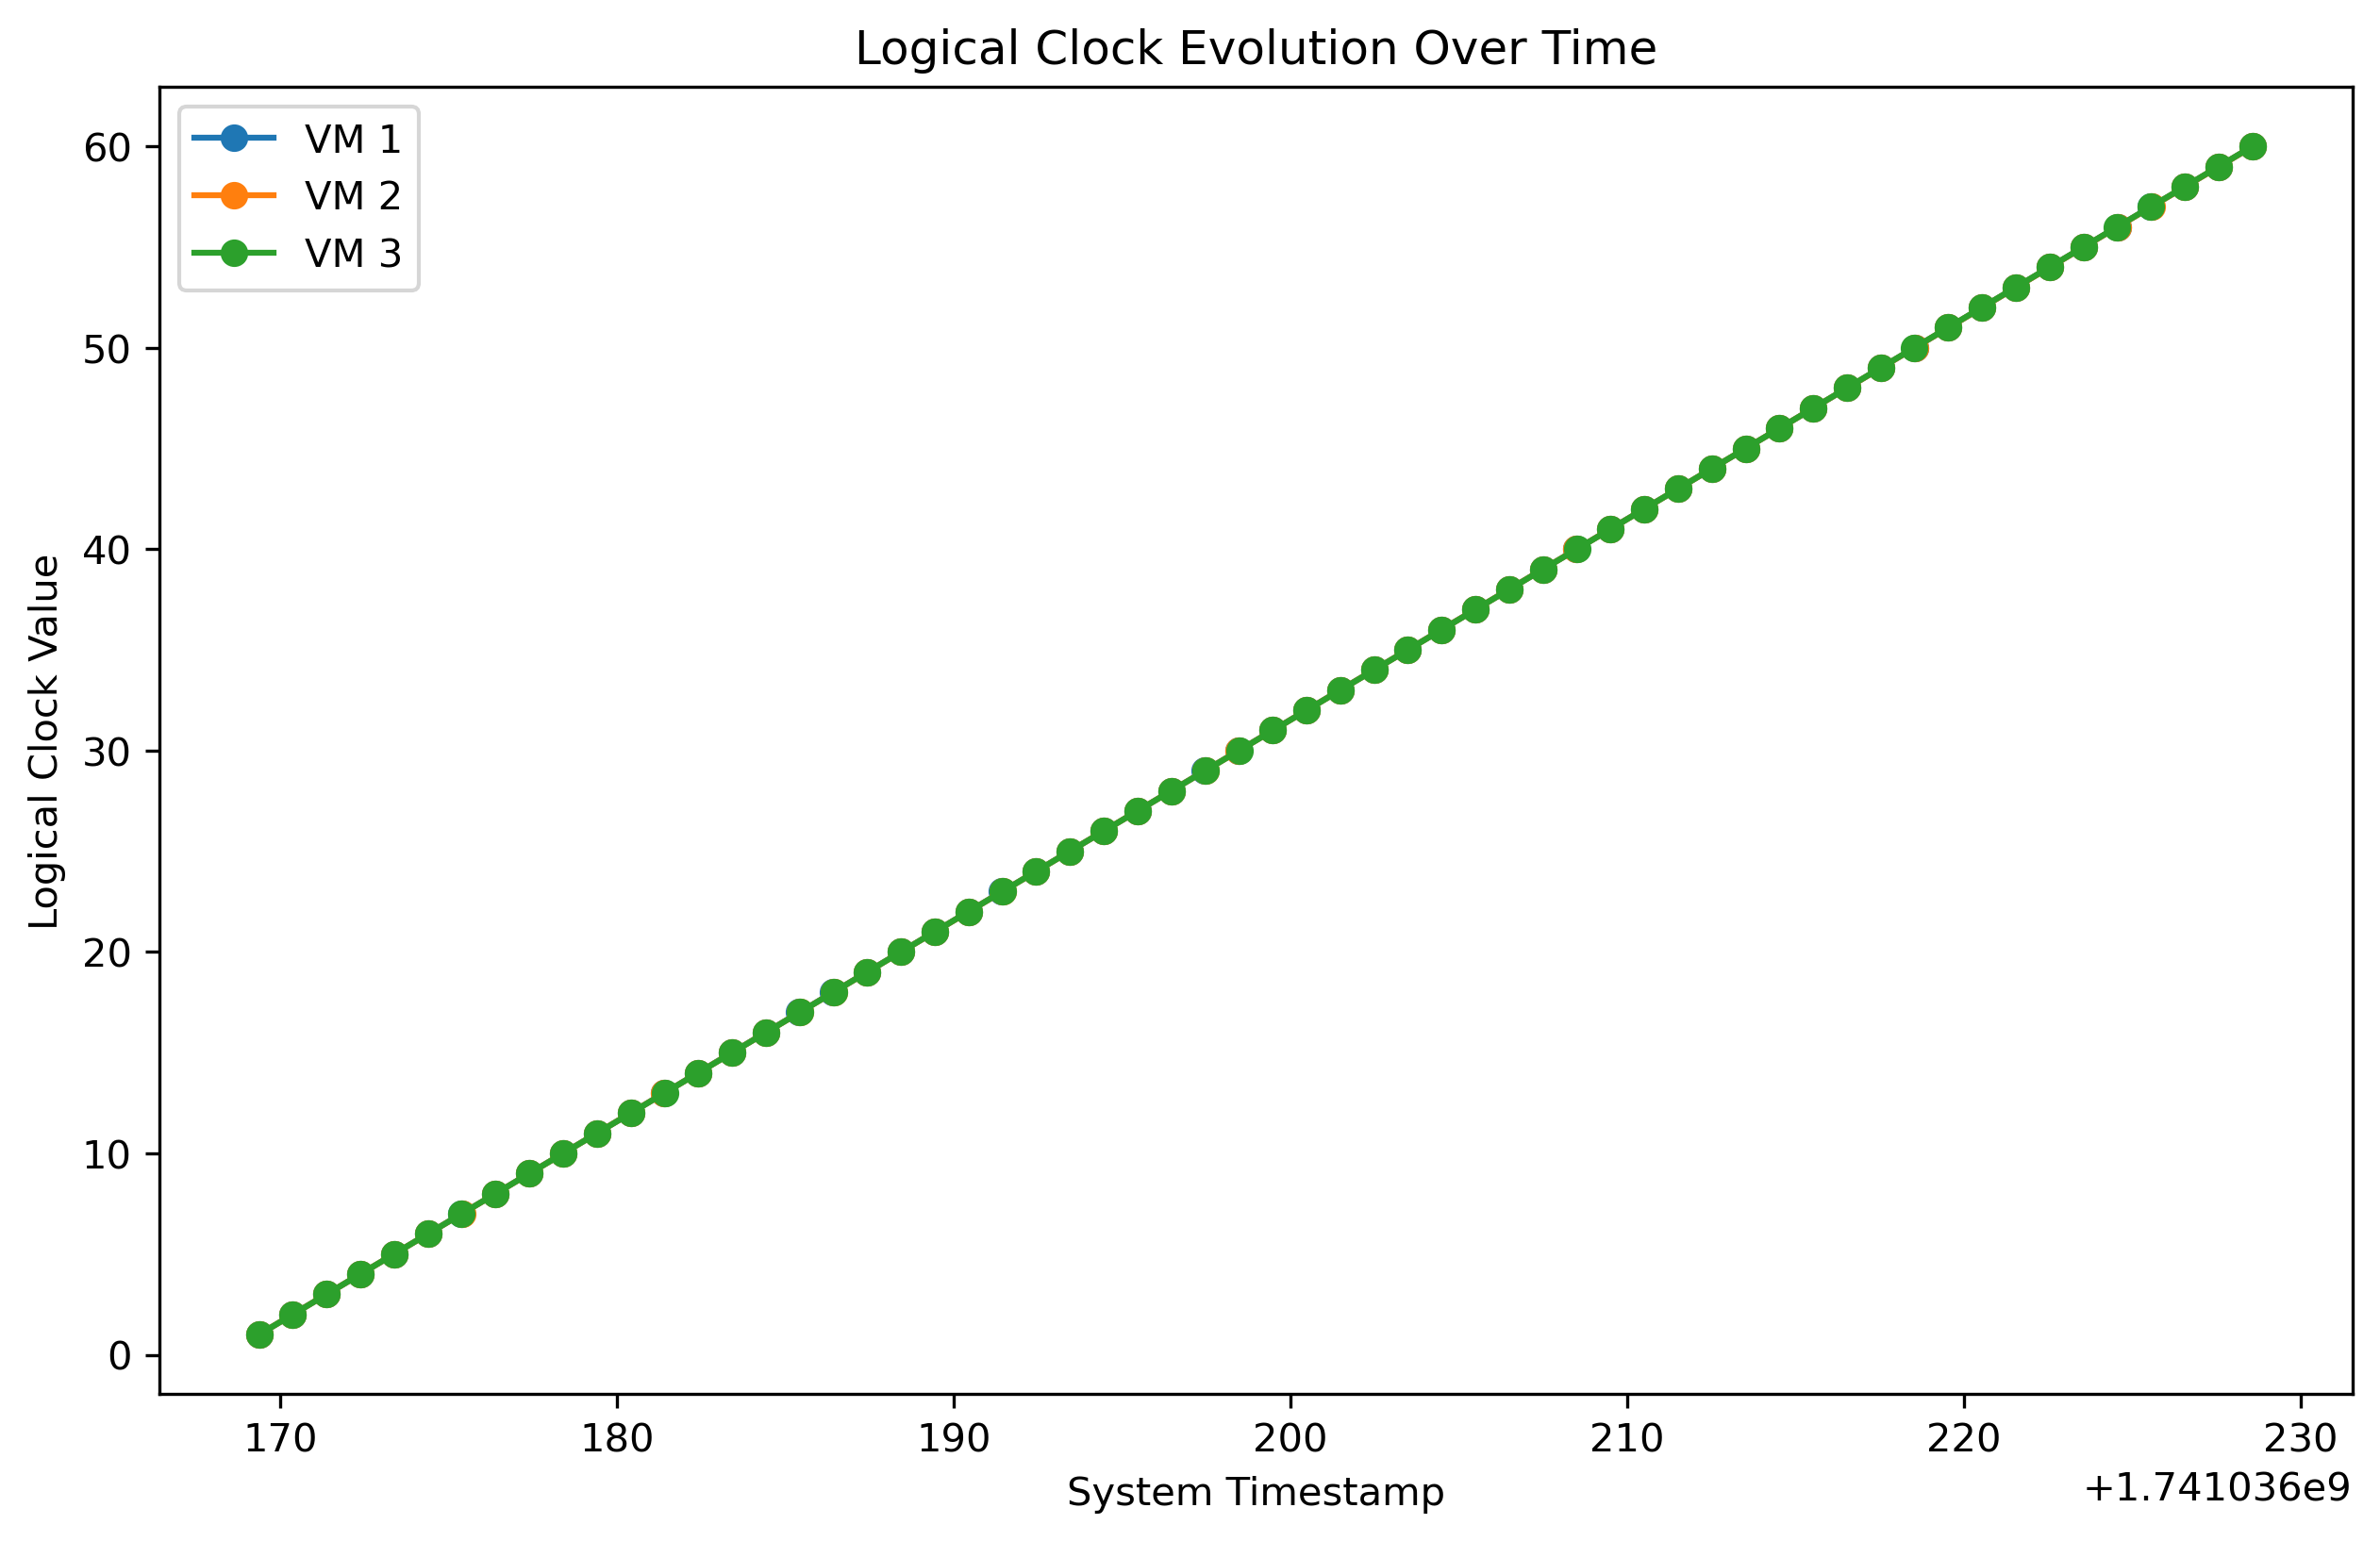 Logical Clock Evolution Over Time
VM 1
VM 2
VM 3
Logical Clock Value
60
50
40
30
20
10
0
170 180 190 200 210 220 230
System Timestamp
+1.741036e9